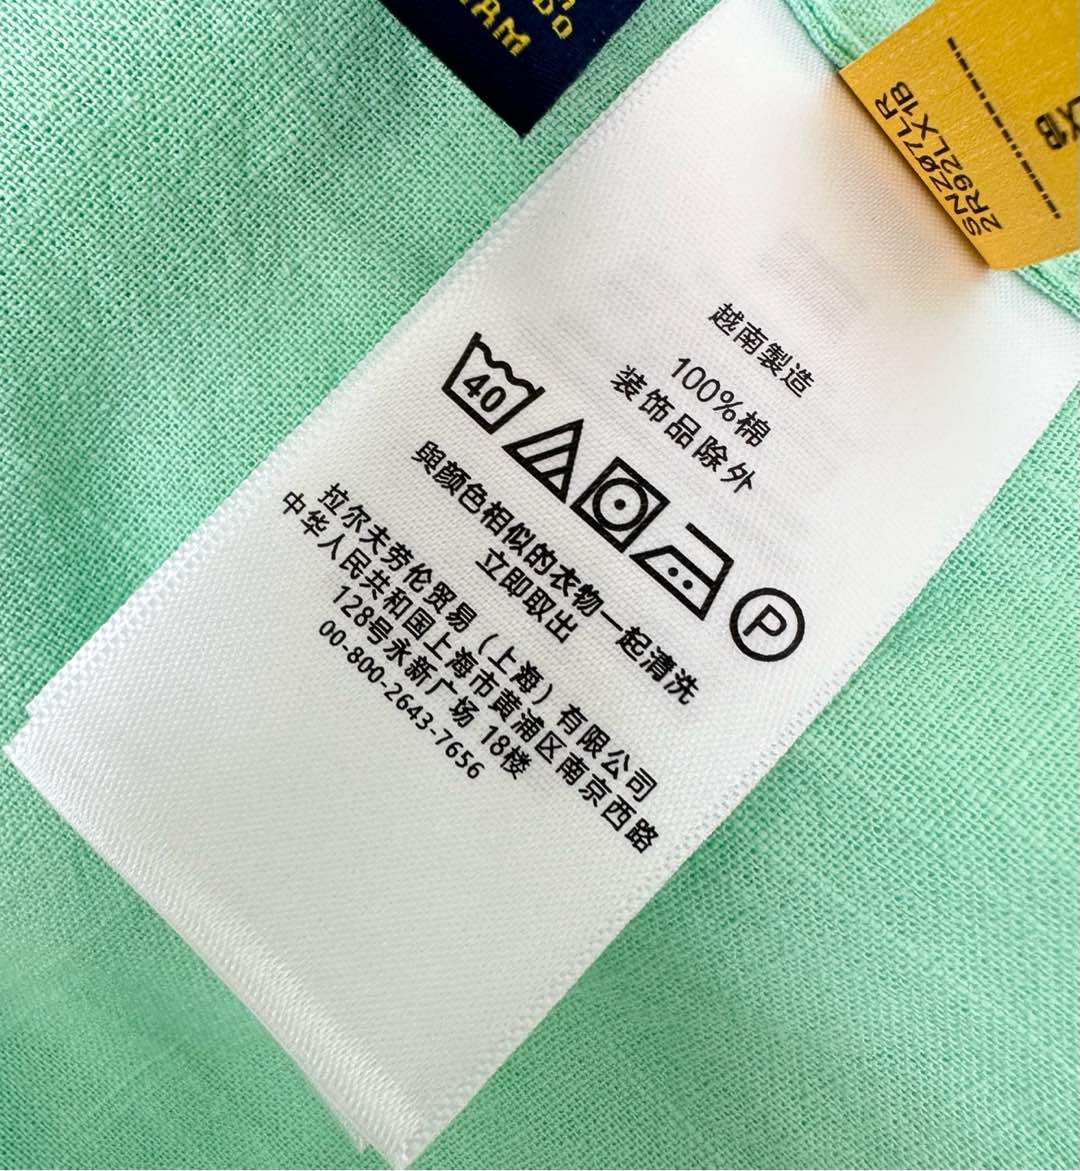 越南製造
100%棉
装饰品除外
40
P
與颜色相似的衣物一起清洗
立即取出
拉尔夫劳伦贸易（上海）有限公司
中华人民共和国上海市黄浦区南京西路
128号永新广场 18楼
00-800-2643-7656
SNZ07LR
2R92LX1B